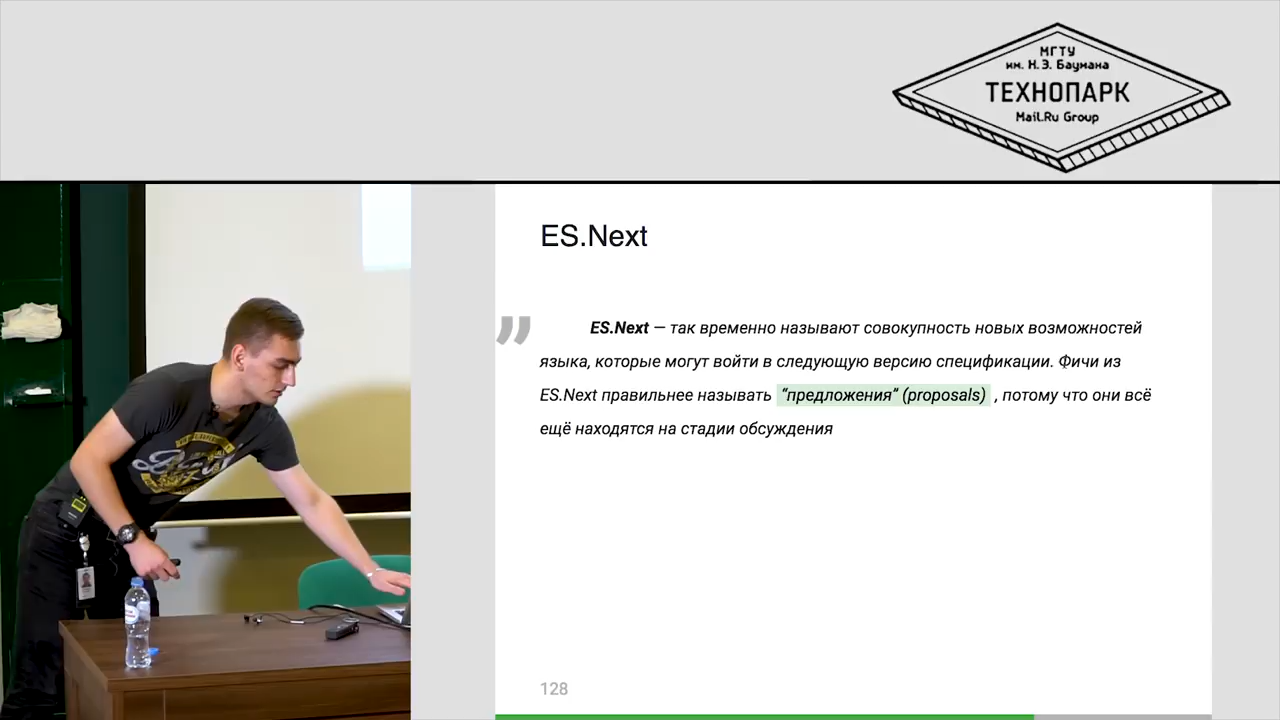 МГТУ
им. Н.Э. Баумана
ТЕХНОПАРК
Mail.Ru Group
ES.Next
” ES.Next — так временно называют совокупность новых возможностей
языка, которые могут войти в следующую версию спецификации. Фичи из
ES.Next правильнее называть “предложения” (proposals) , потому что они всё
ещё находятся на стадии обсуждения
128